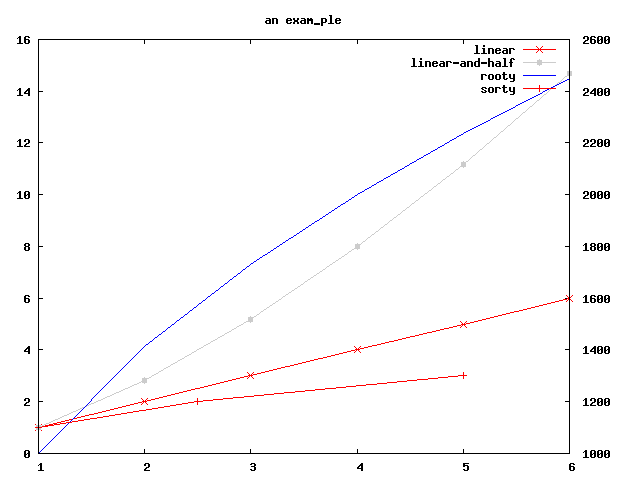 an exam_ple
16 2600
linear
linear-and-half
rooty
14 2400
sorty
12 2200
10 2000
8 1800
6 1600
4 1400
2 1200
0 1000
1 2 3 4 5 6